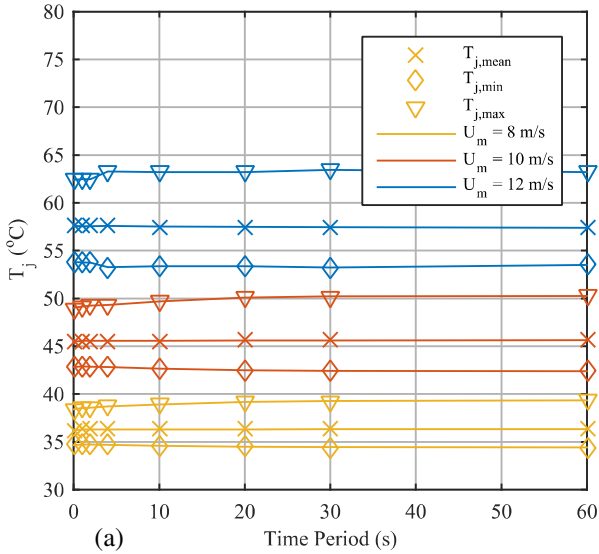 80
75
70
65
60
55
50
45
40
35
30
T_j (°C)
T_j,mean
T_j,min
T_j,max
U_m = 8 m/s
U_m = 10 m/s
U_m = 12 m/s
0 10 20 30 40 50 60
(a) Time Period (s)